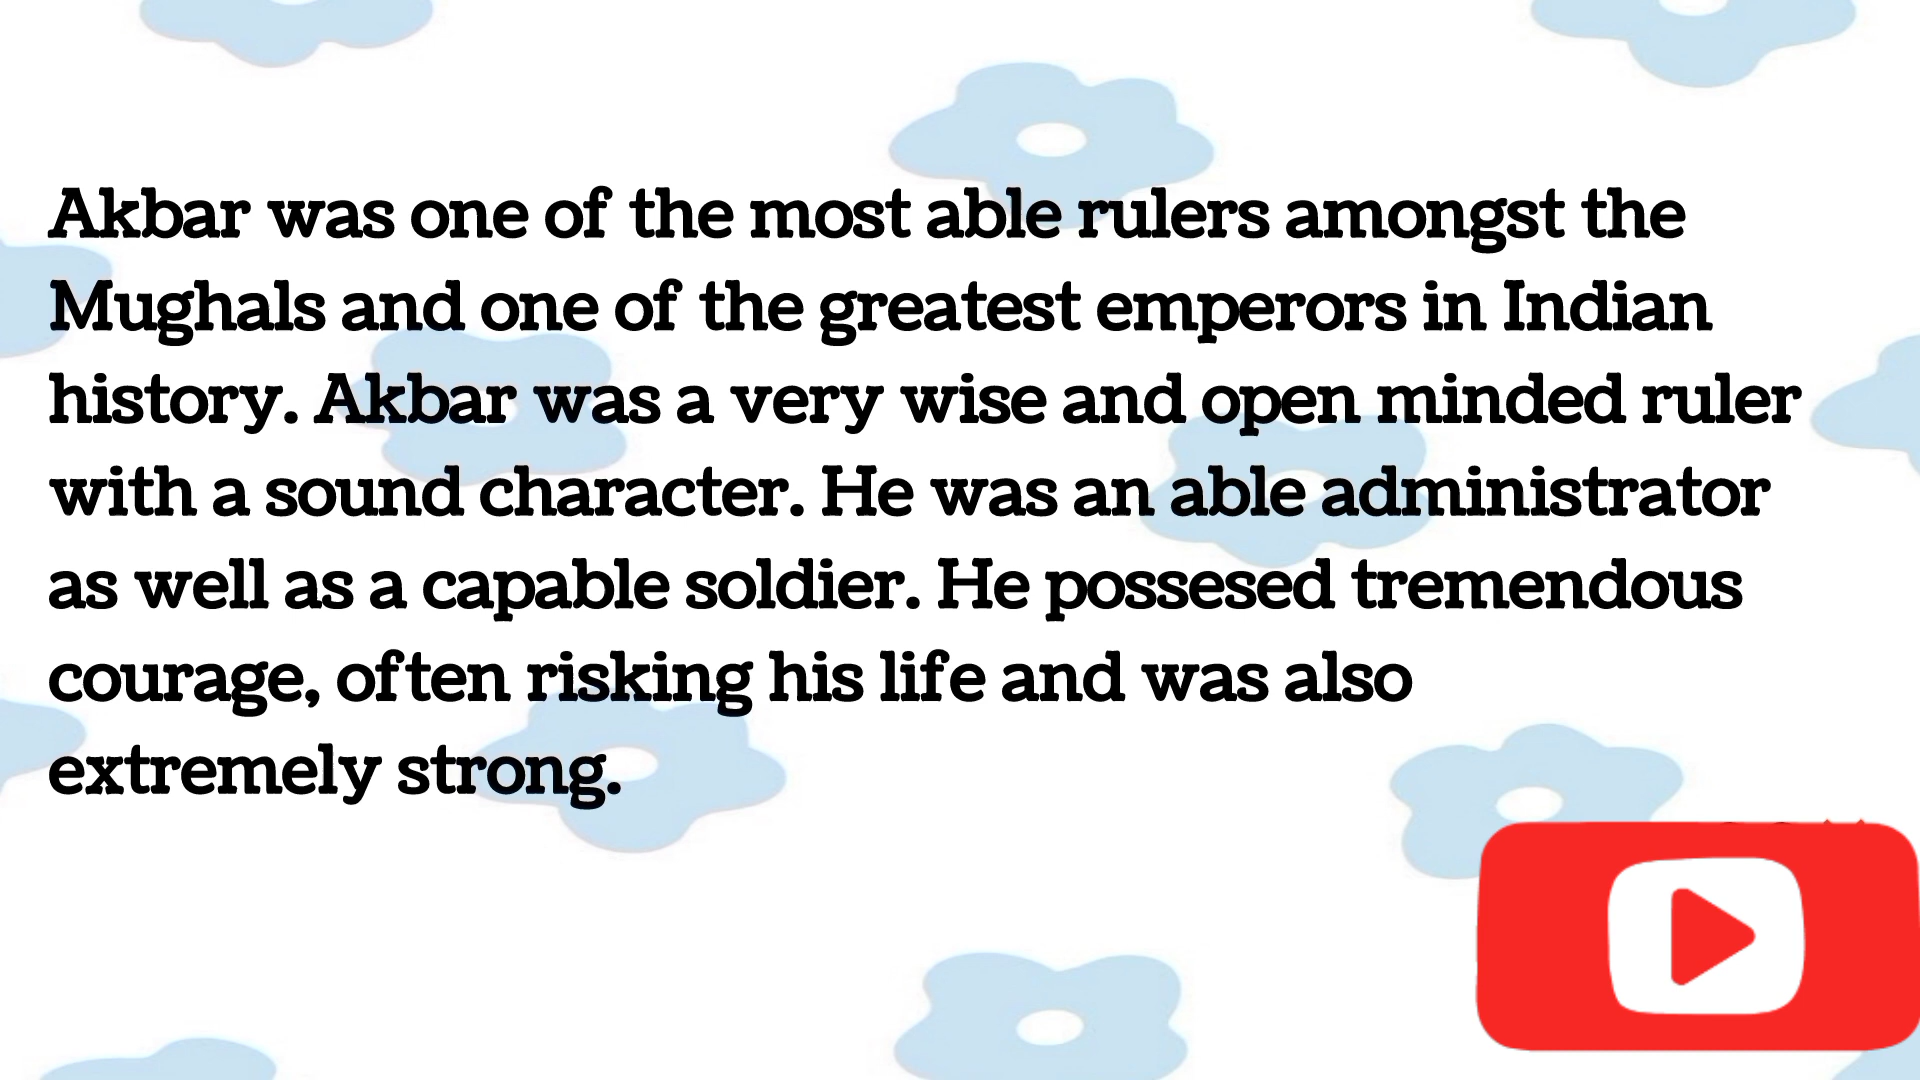 Akbar was one of the most able rulers amongst the
Mughals and one of the greatest emperors in Indian
history. Akbar was a very wise and open minded ruler
with a sound character. He was an able administrator
as well as a capable soldier. He possesed tremendous
courage, often risking his life and was also
extremely strong.